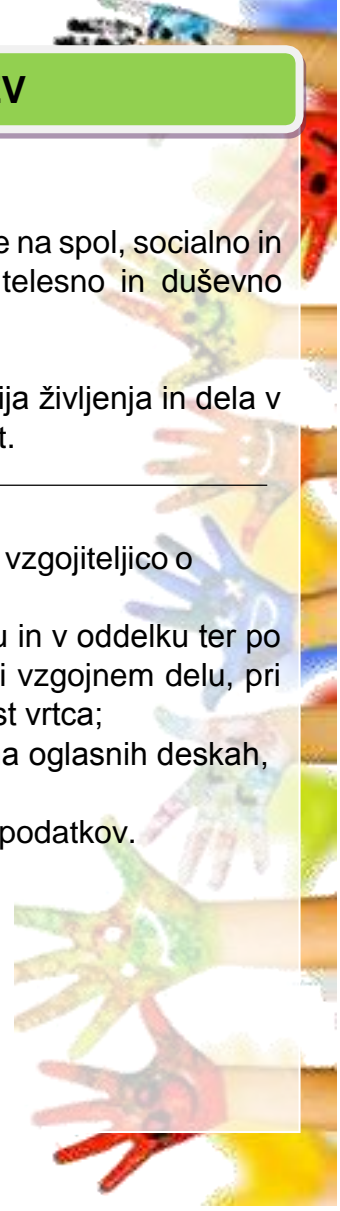 V
e na spol, socialno in
telesno in duševno
ija življenja in dela v
t.
vzgojiteljico o
u in v oddelku ter po
i vzgojnem delu, pri
st vrtca;
a oglasnih deskah,
podatkov.